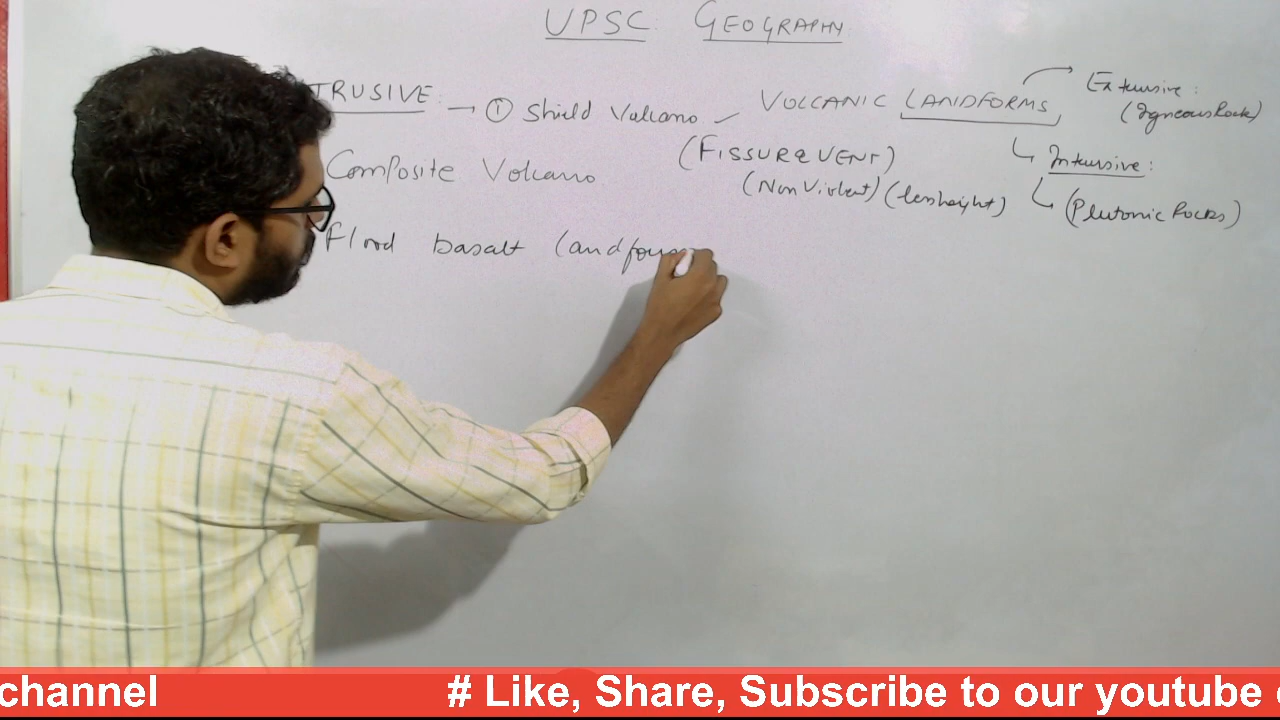 UPSC GEOGRAPHY
TRUSIVE → ① Shield Volcano
VOLCANIC LANDFORMS
Extrusive:
(Igneous Rock)
Composite Volcano
(FISSURE VENT)
(Non Violent) (less height)
Intrusive:
(Plutonic Rocks)
Flood basalt landform
channel # Like, Share, Subscribe to our youtube